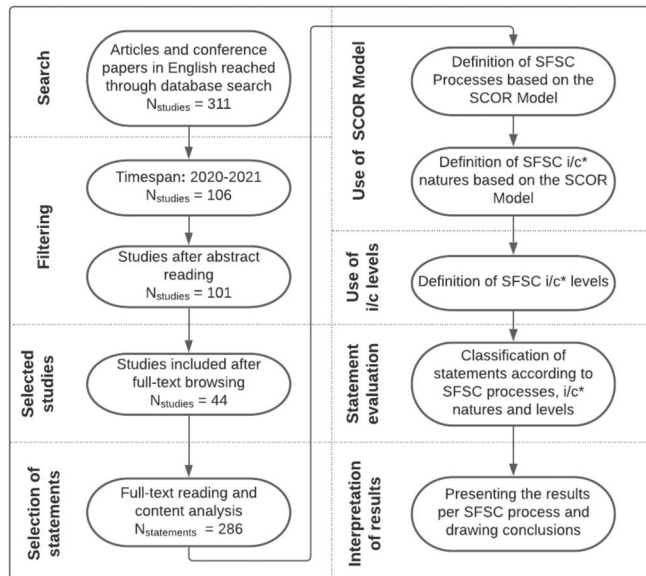 Search
Articles and conference
papers in English reached
through database search
Nstudies = 311
Filtering
Timespan: 2020-2021
Nstudies = 106
Studies after abstract
reading
Nstudies = 101
Selected
studies
Studies included after
full-text browsing
Nstudies = 44
Selection of
statements
Full-text reading and
content analysis
Nstatements = 286
Use of SCOR Model
Definition of SFSC
Processes based on the
SCOR Model
Definition of SFSC i/c*
natures based on the SCOR
Model
Use of
i/c levels
Definition of SFSC i/c* levels
Statement
evaluation
Classification of
statements according to
SFSC processes, i/c*
natures and levels
Interpretation
of results
Presenting the results
per SFSC process and
drawing conclusions